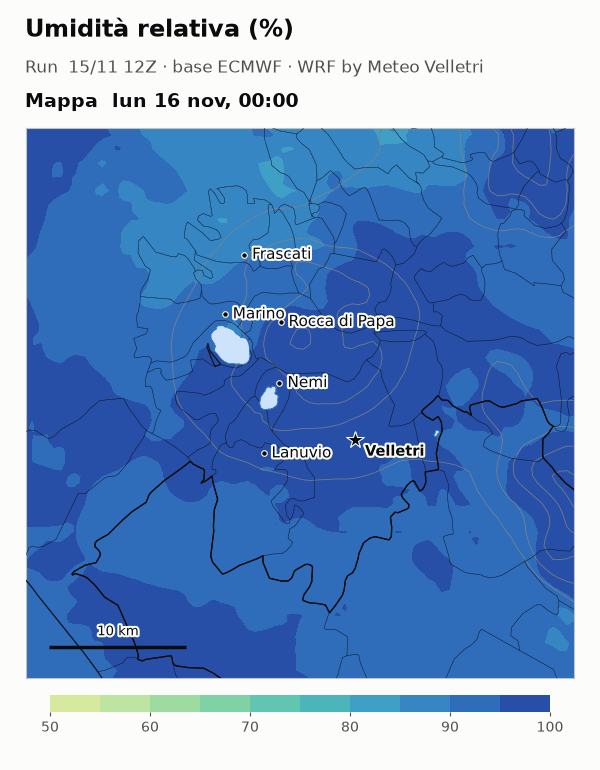 Umidità relativa (%)
Run  15/11 12Z · base ECMWF · WRF by Meteo Velletri
Mappa  lun 16 nov, 00:00
Frascati
Marino
Rocca di Papa
Nemi
Velletri
Lanuvio
10 km
50 60 70 80 90 100